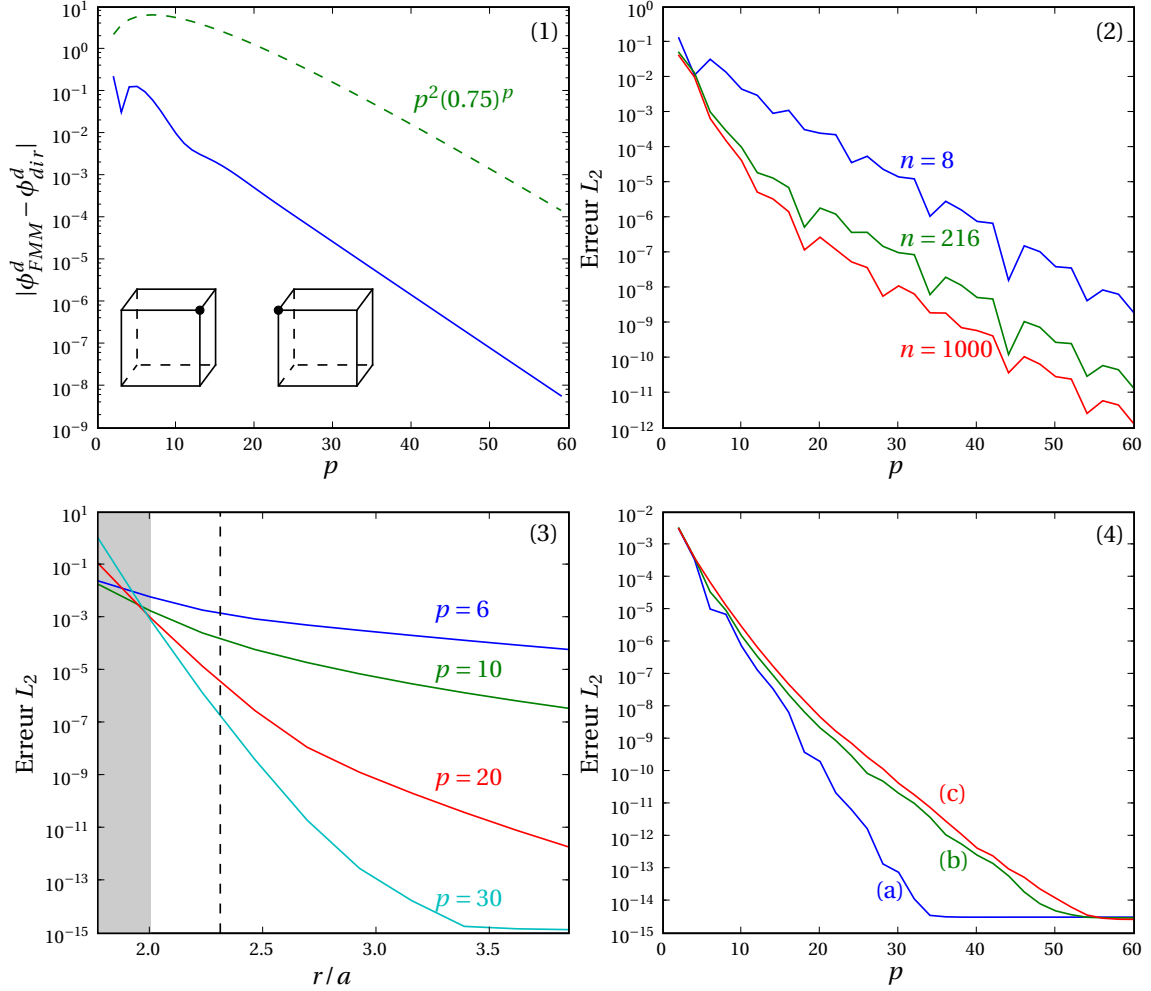 (1)
10^1
10^0
10^{-1}
10^{-2}
10^{-3}
10^{-4}
10^{-5}
10^{-6}
10^{-7}
10^{-8}
10^{-9}
|ϕ^d_{FMM} − ϕ^d_{dir}|
p^2(0.75)^p
0 10 20 30 40 50 60
p
(2)
10^{-1}
10^{-2}
10^{-3}
10^{-4}
10^{-5}
10^{-6}
10^{-7}
10^{-8}
10^{-9}
10^{-10}
10^{-11}
10^{-12}
Erreur L_2
n = 8
n = 216
n = 1000
0 10 20 30 40 50 60
p
(3)
10^1
10^{-1}
10^{-3}
10^{-5}
10^{-7}
10^{-9}
10^{-11}
10^{-13}
10^{-15}
Erreur L_2
p = 6
p = 10
p = 20
p = 30
2.0 2.5 3.0 3.5
r / a
(4)
10^{-2}
10^{-3}
10^{-4}
10^{-5}
10^{-6}
10^{-7}
10^{-8}
10^{-9}
10^{-10}
10^{-11}
10^{-12}
10^{-13}
10^{-14}
10^{-15}
Erreur L_2
(c)
(b)
(a)
0 10 20 30 40 50 60
p